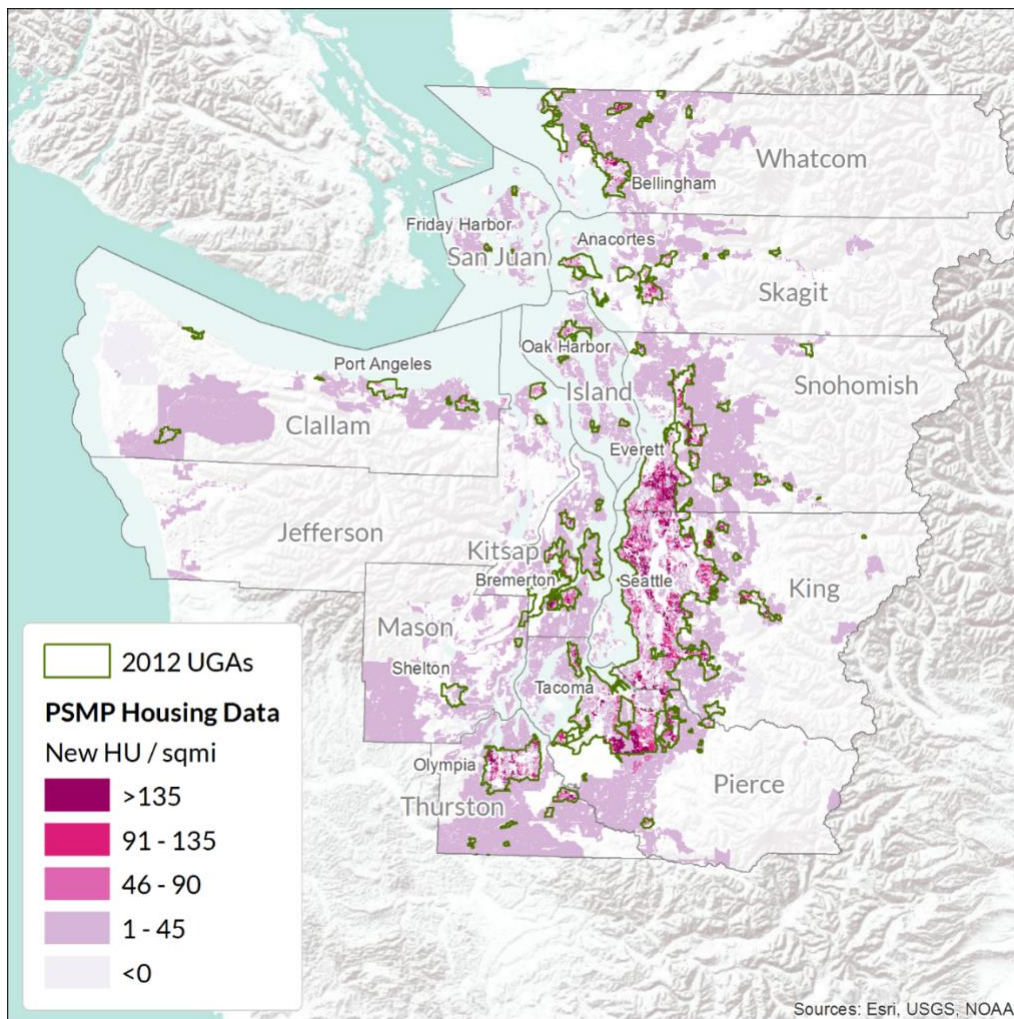 Whatcom
Bellingham
Friday Harbor
Anacortes
San Juan
Skagit
Oak Harbor
Port Angeles
Island
Snohomish
Clallam
Everett
Jefferson
Kitsap
Bremerton
Seattle
King
Mason
Shelton
Tacoma
Olympia
Pierce
Thurston
2012 UGAs
PSMP Housing Data
New HU / sqmi
>135
91 - 135
46 - 90
1 - 45
<0
Sources: Esri, USGS, NOAA